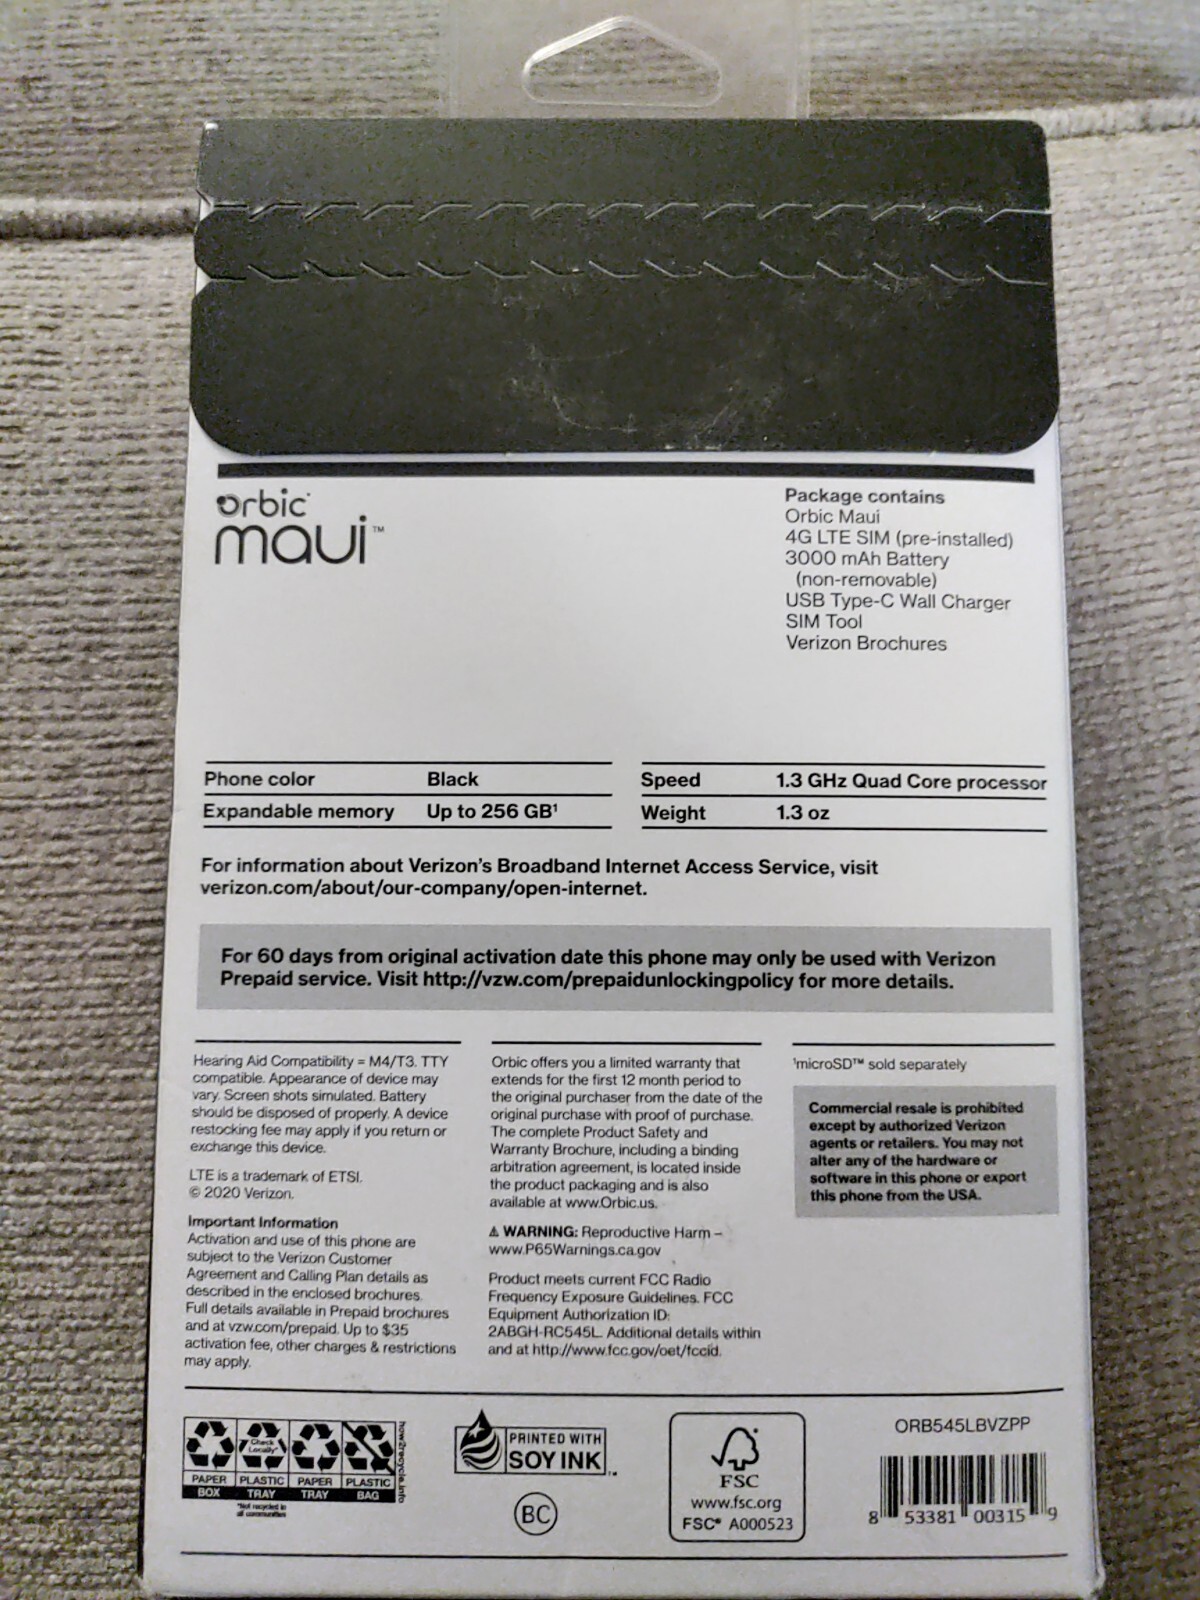 orbic
maui™
Package contains
Orbic Maui
4G LTE SIM (pre-installed)
3000 mAh Battery
(non-removable)
USB Type-C Wall Charger
SIM Tool
Verizon Brochures
Phone color Black
Expandable memory Up to 256 GB¹
Speed 1.3 GHz Quad Core processor
Weight 1.3 oz
For information about Verizon's Broadband Internet Access Service, visit
verizon.com/about/our-company/open-internet.
For 60 days from original activation date this phone may only be used with Verizon
Prepaid service. Visit http://vzw.com/prepaidunlockingpolicy for more details.
Hearing Aid Compatibility = M4/T3. TTY
compatible. Appearance of device may
vary. Screen shots simulated. Battery
should be disposed of properly. A device
restocking fee may apply if you return or
exchange this device.
LTE is a trademark of ETSI.
© 2020 Verizon.
Important Information
Activation and use of this phone are
subject to the Verizon Customer
Agreement and Calling Plan details as
described in the enclosed brochures.
Full details available in Prepaid brochures
and at vzw.com/prepaid. Up to $35
activation fee, other charges & restrictions
may apply.
Orbic offers you a limited warranty that
extends for the first 12 month period to
the original purchaser from the date of the
original purchase with proof of purchase.
The complete Product Safety and
Warranty Brochure, including a binding
arbitration agreement, is located inside
the product packaging and is also
available at www.Orbic.us.
⚠ WARNING: Reproductive Harm –
www.P65Warnings.ca.gov
Product meets current FCC Radio
Frequency Exposure Guidelines. FCC
Equipment Authorization ID:
2ABGH-RC545L. Additional details within
and at http://www.fcc.gov/oet/fccid.
¹microSD™ sold separately
Commercial resale is prohibited
except by authorized Verizon
agents or retailers. You may not
alter any of the hardware or
software in this phone or export
this phone from the USA.
Check
Locally*
PAPER PLASTIC PAPER PLASTIC
BOX TRAY TRAY BAG
*Not recycled in
all communities
how2recycle.info
PRINTED WITH
SOY INK™
BC
FSC
www.fsc.org
FSC® A000523
ORB545LBVZPP
8 53381 00315 9